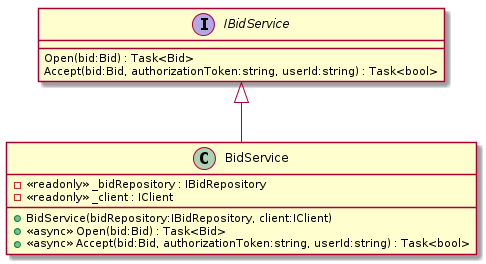 I IBidService
Open(bid:Bid) : Task<Bid>
Accept(bid:Bid, authorizationToken:string, userId:string) : Task<bool>
C BidService
«readonly» _bidRepository : IBidRepository
«readonly» _client : IClient
BidService(bidRepository:IBidRepository, client:IClient)
«async» Open(bid:Bid) : Task<Bid>
«async» Accept(bid:Bid, authorizationToken:string, userId:string) : Task<bool>